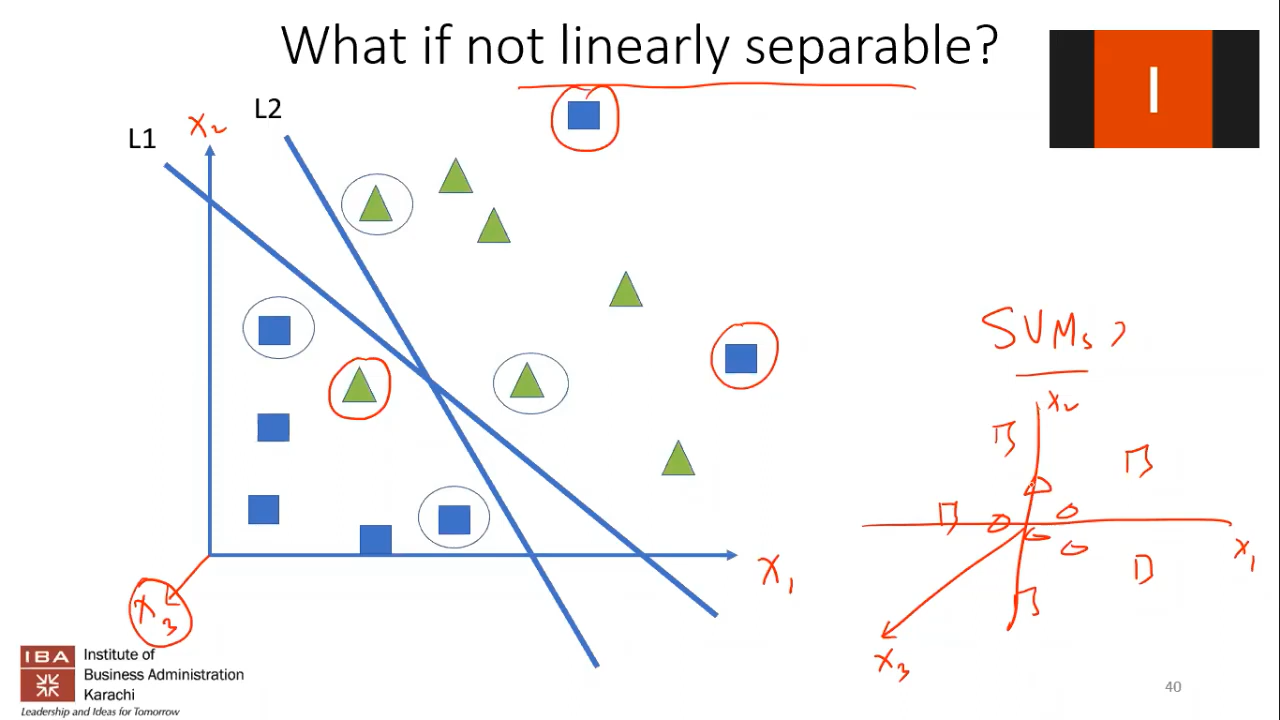 What if not linearly separable?
I
L2
L1
X2
SVMs
X2
X1
X1
X3
X3
IBA
Institute of
Business Administration
Karachi
Leadership and Ideas for Tomorrow
40